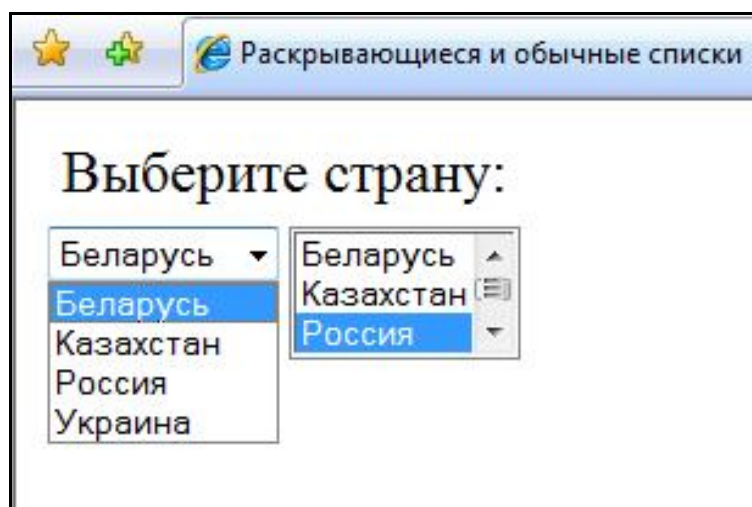 Раскрывающиеся и обычные списки
Выберите страну:
Беларусь
Беларусь
Казахстан
Россия
Украина
Беларусь
Казахстан
Россия